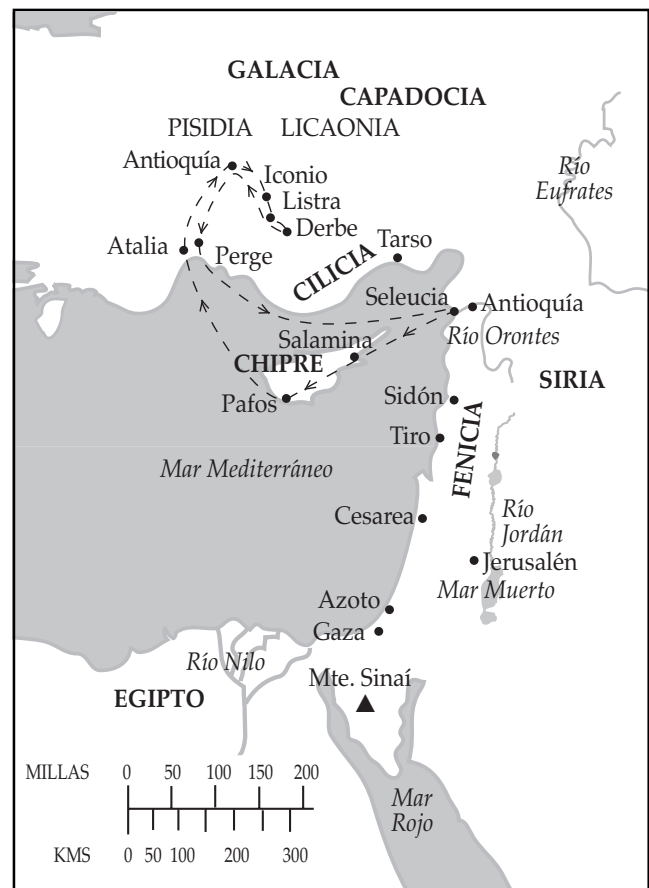 GALACIA
CAPADOCIA
PISIDIA LICAONIA
Antioquía
Iconio
Listra
Derbe
Atalia
Perge
CILICIA
Tarso
Seleucia
Antioquía
Río
Eufrates
Río Orontes
Salamina
CHIPRE
Pafos
SIRIA
Sidón
Tiro
FENICIA
Mar Mediterráneo
Cesarea
Río
Jordán
Jerusalén
Mar Muerto
Azoto
Gaza
Río Nilo
Mte. Sinaí
EGIPTO
Mar
Rojo
MILLAS 0 50 100 150 200
KMS 0 50 100 200 300